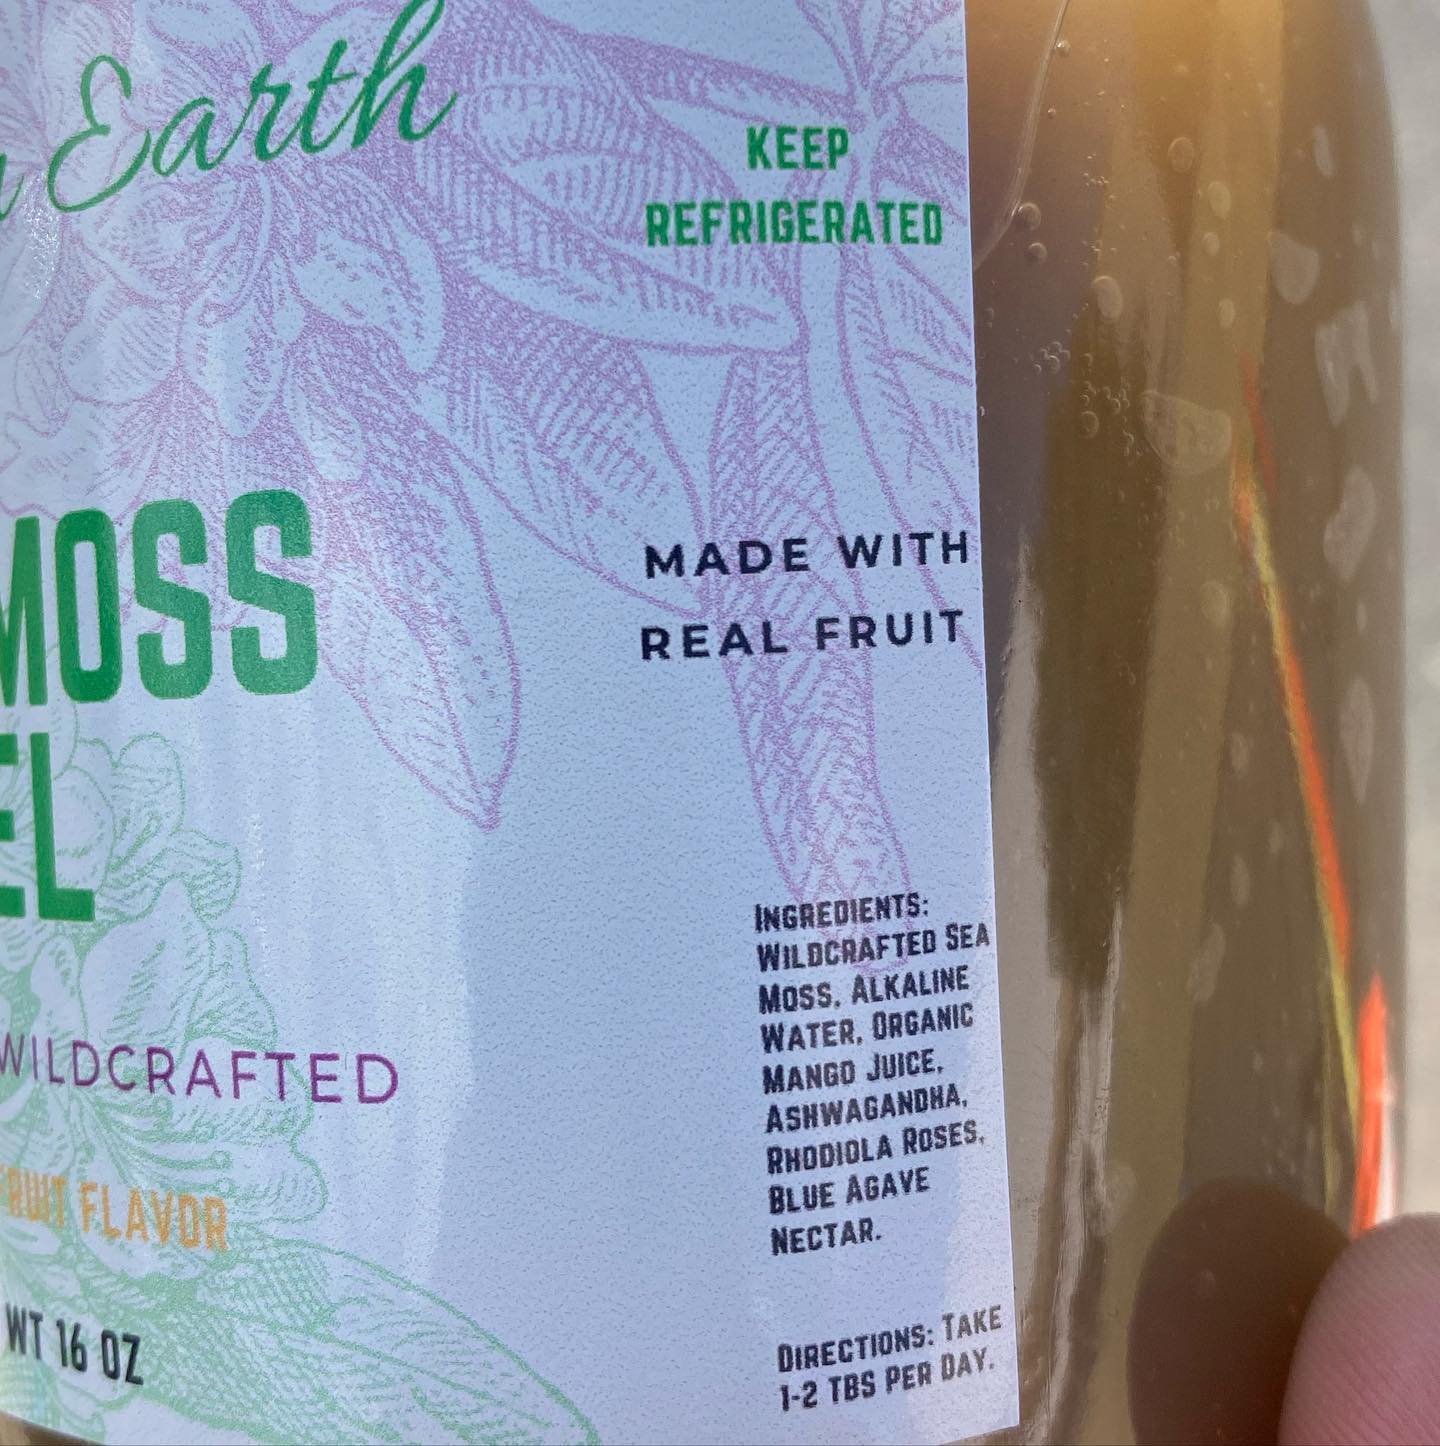 Earth
KEEP
REFRIGERATED
MOSS
MADE WITH
REAL FRUIT
EL
INGREDIENTS:
WILDCRAFTED SEA
MOSS, ALKALINE
WATER, ORGANIC
MANGO JUICE,
ASHWAGANDHA,
RHODIOLA ROSES,
BLUE AGAVE
NECTAR.
WILDCRAFTED
FRUIT FLAVOR
WT 16 OZ
DIRECTIONS: TAKE
1-2 TBS PER DAY.